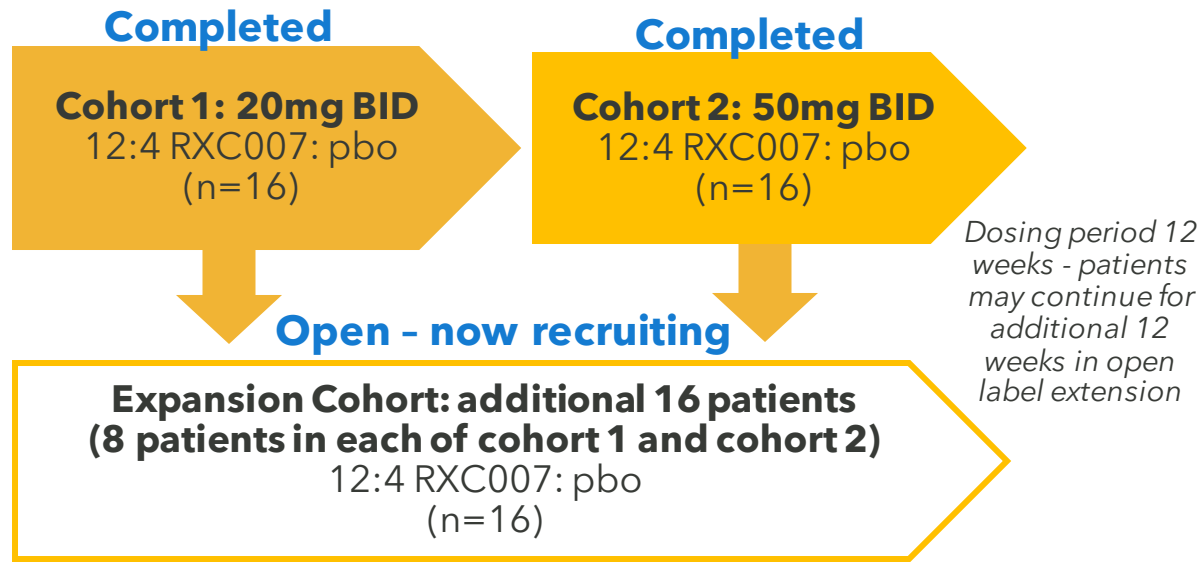 Completed
Cohort 1: 20mg BID
12:4 RXC007: pbo
(n=16)
Completed
Cohort 2: 50mg BID
12:4 RXC007: pbo
(n=16)
Dosing period 12
weeks - patients
may continue for
additional 12
weeks in open
label extension
Open – now recruiting
Expansion Cohort: additional 16 patients
(8 patients in each of cohort 1 and cohort 2)
12:4 RXC007: pbo
(n=16)